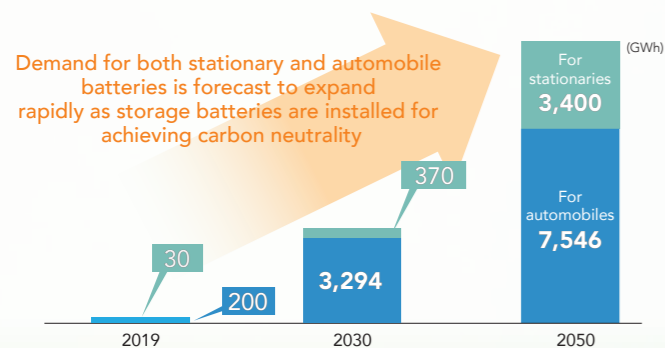 (GWh)
Demand for both stationary and automobile
batteries is forecast to expand
rapidly as storage batteries are installed for
achieving carbon neutrality
For
stationaries
3,400
370
For
automobiles
7,546
30
3,294
200
2019
2030
2050